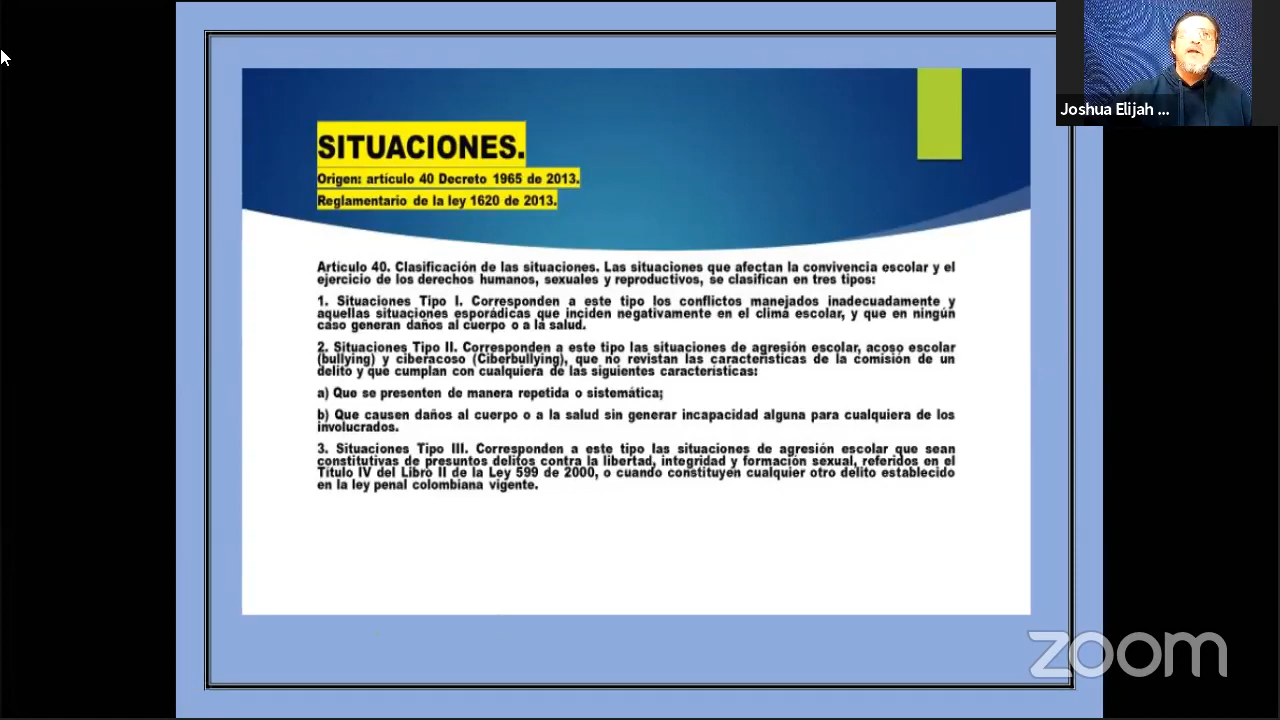 Joshua Elijah ...
SITUACIONES.
Origen: artículo 40 Decreto 1965 de 2013.
Reglamentario de la ley 1620 de 2013.
Artículo 40. Clasificación de las situaciones. Las situaciones que afectan la convivencia escolar y el
ejercicio de los derechos humanos, sexuales y reproductivos, se clasifican en tres tipos:
1. Situaciones Tipo I. Corresponden a este tipo los conflictos manejados inadecuadamente y
aquellas situaciones esporádicas que inciden negativamente en el clima escolar, y que en ningún
caso generan daños al cuerpo o a la salud.
2. Situaciones Tipo II. Corresponden a este tipo las situaciones de agresión escolar, acoso escolar
(bullying) y ciberacoso (Ciberbullying), que no revistan las características de la comisión de un
delito y que cumplan con cualquiera de las siguientes características:
a) Que se presenten de manera repetida o sistemática;
b) Que causen daños al cuerpo o a la salud sin generar incapacidad alguna para cualquiera de los
involucrados.
3. Situaciones Tipo III. Corresponden a este tipo las situaciones de agresión escolar que sean
constitutivas de presuntos delitos contra la libertad, integridad y formación sexual, referidos en el
Título IV del Libro II de la Ley 599 de 2000, o cuando constituyen cualquier otro delito establecido
en la ley penal colombiana vigente.
zoom